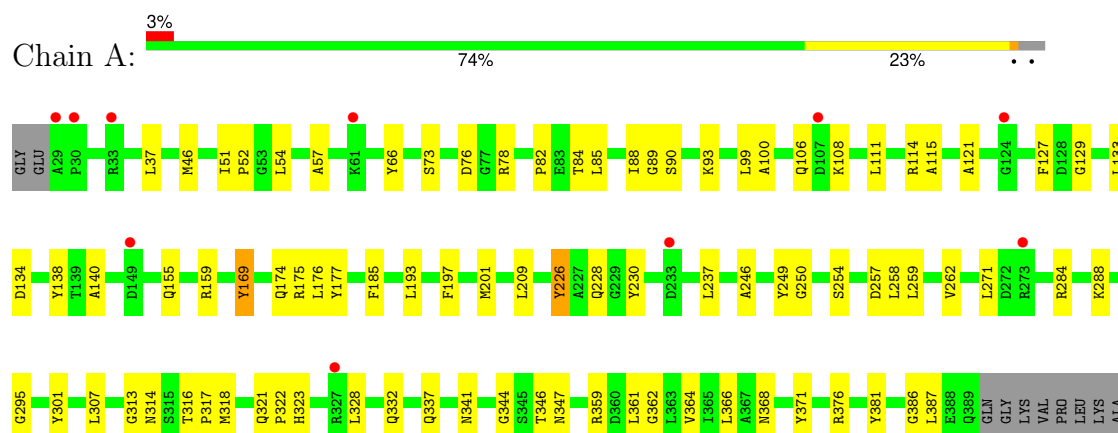 3%
Chain A:
74% 23% • •
GLY GLU A29 P30 R33 L37 M46 I51 P52 G53 L54 A57 K61 Y66 S73 D76 G77 R78 P82 E83 T84 L85 I88 G89 S90 K93 L99 A100 Q106 D107 K108 L111 R114 A115 A121 G124 F127 D128 G129 L133
D134 Y138 T139 A140 D149 Q155 R159 Y169 Q174 R175 L176 Y177 F185 L193 F197 M201 L209 Y226 A227 Q228 G229 Y230 D233 L237 A246 Y249 G250 S254 D257 L258 L259 V262 L271 D272 R273 R284 K288
G295 Y301 L307 G313 N314 S315 T316 P317 M318 Q321 P322 H323 R327 L328 Q332 Q337 N341 G344 S345 T346 N347 R359 D360 L361 G362 L363 V364 I365 L366 A367 N368 Y371 R376 Y381 G386 L387 E388 Q389 GLN GLY LYS VAL PRO LEU LYS ALA